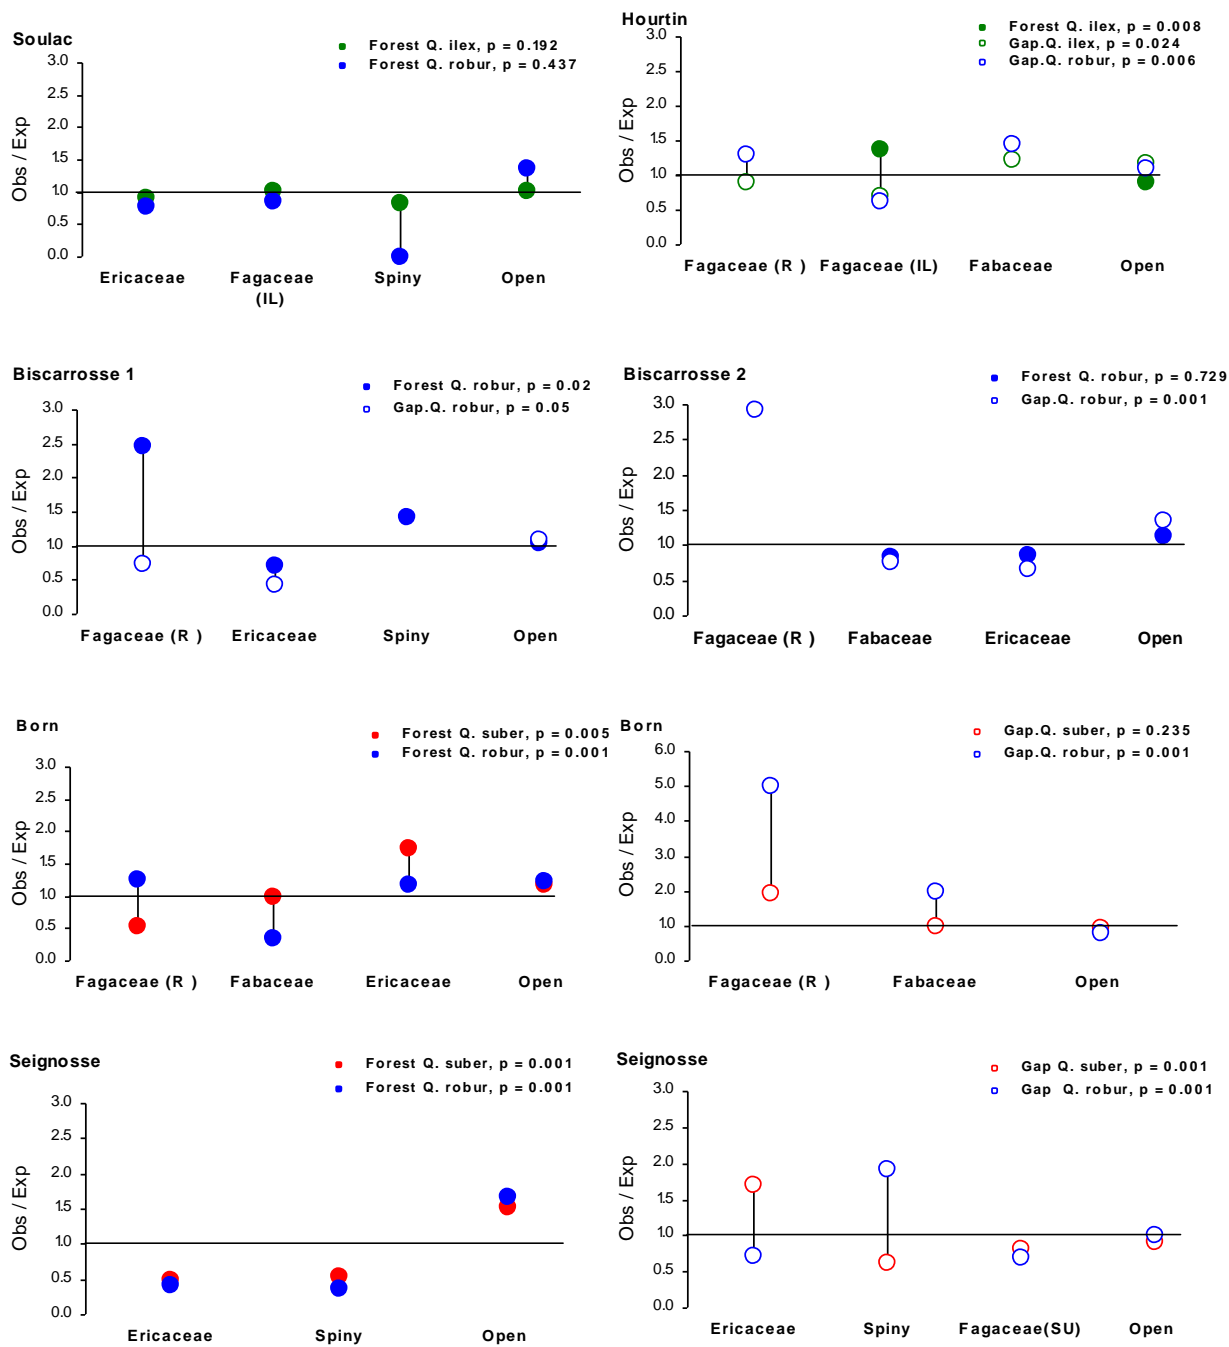 Soulac
Forest Q. ilex, p = 0.192
Forest Q. robur, p = 0.437
3.0
2.5
2.0
1.5
1.0
0.5
0.0
Obs / Exp
Ericaceae
Fagaceae
(IL)
Spiny
Open
Hourtin
Forest Q. ilex, p = 0.008
Gap.Q. ilex, p = 0.024
Gap.Q. robur, p = 0.006
3.0
2.5
2.0
1.5
1.0
0.5
0.0
Obs / Exp
Fagaceae (R )
Fagaceae (IL)
Fabaceae
Open
Biscarrosse 1
Forest Q. robur, p = 0.02
Gap.Q. robur, p = 0.05
3.0
2.5
2.0
1.5
1.0
0.5
0.0
Obs / Exp
Fagaceae (R )
Ericaceae
Spiny
Open
Biscarrosse 2
Forest Q. robur, p = 0.729
Gap.Q. robur, p = 0.001
3.0
2.5
2.0
1.5
1.0
0.5
0.0
Obs / Exp
Fagaceae (R )
Fabaceae
Ericaceae
Open
Born
Forest Q. suber, p = 0.005
Forest Q. robur, p = 0.001
3.0
2.5
2.0
1.5
1.0
0.5
0.0
Obs / Exp
Fagaceae (R )
Fabaceae
Ericaceae
Open
Born
Gap.Q. suber, p = 0.235
Gap.Q. robur, p = 0.001
6.0
5.0
4.0
3.0
2.0
1.0
0.0
Obs / Exp
Fagaceae (R )
Fabaceae
Open
Seignosse
Forest Q. suber, p = 0.001
Forest Q. robur, p = 0.001
3.0
2.5
2.0
1.5
1.0
0.5
0.0
Obs / Exp
Ericaceae
Spiny
Open
Seignosse
Gap Q. suber, p = 0.001
Gap Q. robur, p = 0.001
3.0
2.5
2.0
1.5
1.0
0.5
0.0
Obs / Exp
Ericaceae
Spiny
Fagaceae(SU)
Open